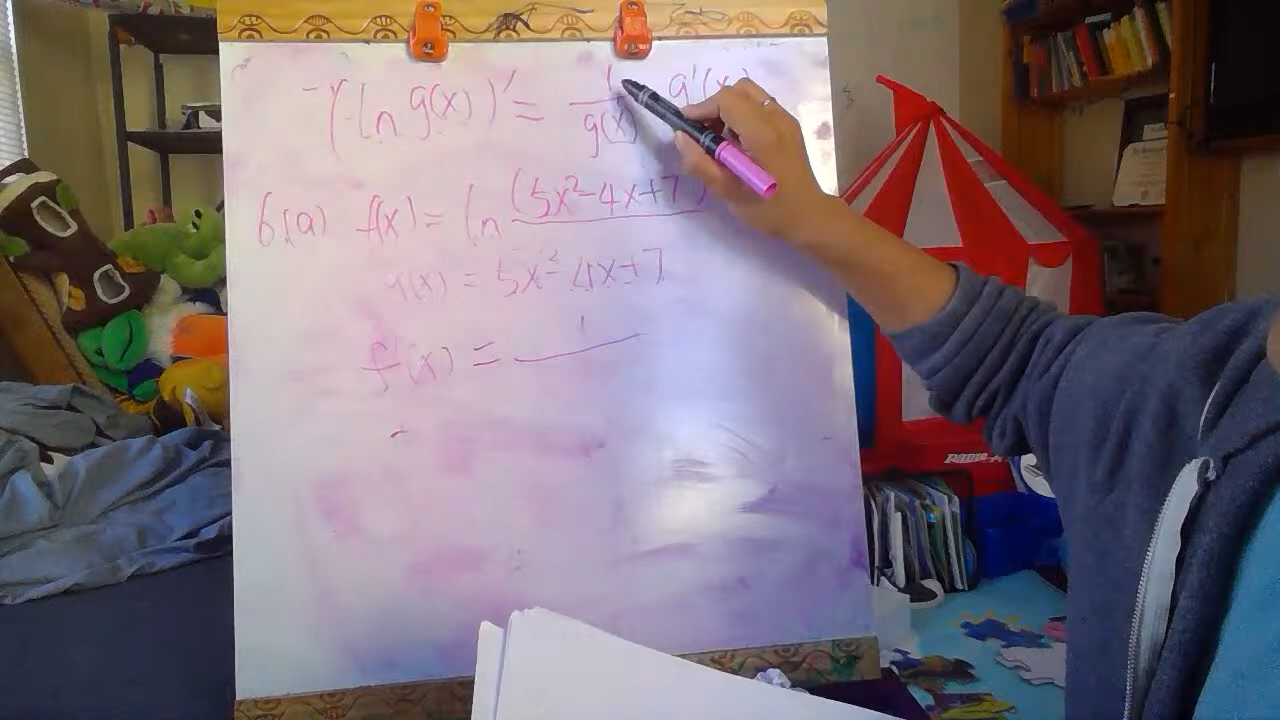 (ln g(x))' = 1/g(x) g'(x)
6.(a) f(x) = ln (5x²-4x+7)
g(x) = 5x²-4x+7
f'(x) = 1/